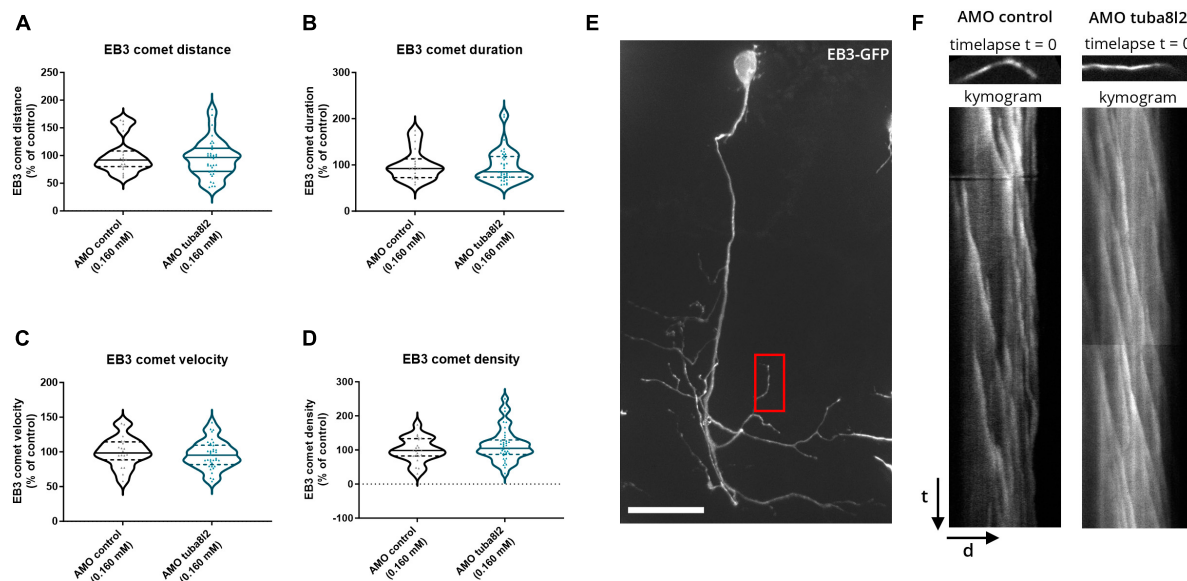 A
EB3 comet distance
EB3 comet distance
(% of control)
250
200
150
100
50
0
AMO control
(0.160 mM)
AMO tuba8l2
(0.160 mM)
B
EB3 comet duration
EB3 comet duration
(% of control)
300
200
100
0
AMO control
(0.160 mM)
AMO tuba8l2
(0.160 mM)
C
EB3 comet velocity
EB3 comet velocity
(% of control)
200
150
100
50
0
AMO control
(0.160 mM)
AMO tuba8l2
(0.160 mM)
D
EB3 comet density
EB3 comet density
(% of control)
300
200
100
0
-100
AMO control
(0.160 mM)
AMO tuba8l2
(0.160 mM)
E
EB3-GFP
F
AMO control
timelapse t = 0
kymogram
AMO tuba8l2
timelapse t = 0
kymogram
t
d